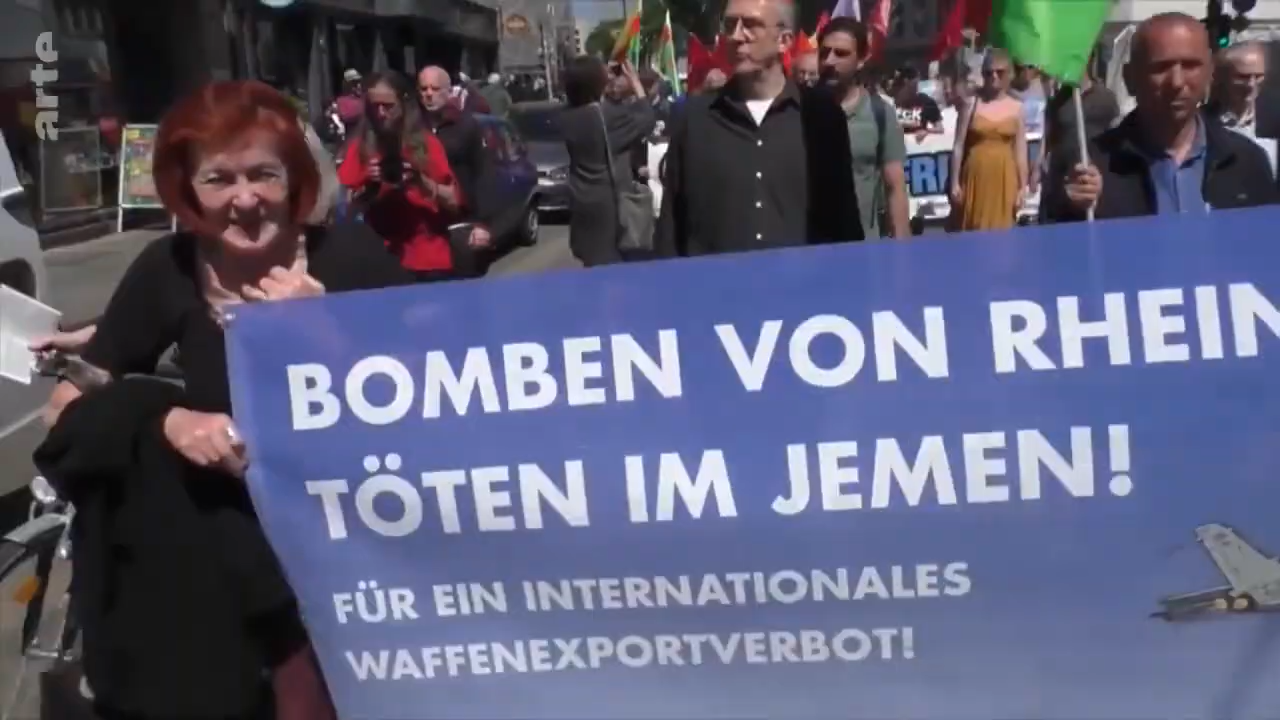 arte
BOMBEN VON RHEIN
TÖTEN IM JEMEN!
FÜR EIN INTERNATIONALES
WAFFENEXPORTVERBOT!